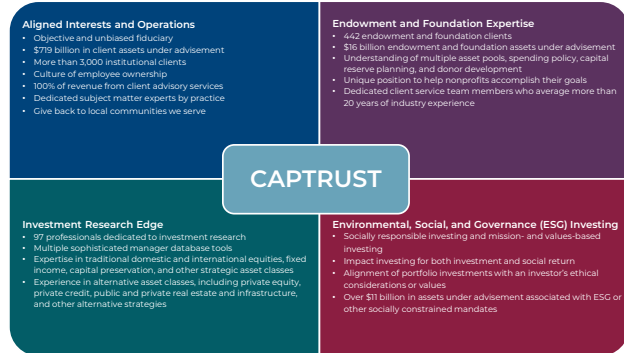 Aligned Interests and Operations
• Objective and unbiased fiduciary
• $719 billion in client assets under advisement
• More than 3,000 institutional clients
• Culture of employee ownership
• 100% of revenue from client advisory services
• Dedicated subject matter experts by practice
• Give back to local communities we serve
Endowment and Foundation Expertise
• 442 endowment and foundation clients
• $16 billion endowment and foundation assets under advisement
• Understanding of multiple asset pools, spending policy, capital
reserve planning, and donor development
• Unique position to help nonprofits accomplish their goals
• Dedicated client service team members who average more than
20 years of industry experience
CAPTRUST
Investment Research Edge
• 97 professionals dedicated to investment research
• Multiple sophisticated manager database tools
• Expertise in traditional domestic and international equities, fixed
income, capital preservation, and other strategic asset classes
• Experience in alternative asset classes, including private equity,
private credit, public and private real estate and infrastructure,
and other alternative strategies
Environmental, Social, and Governance (ESG) Investing
• Socially responsible investing and mission- and values-based
investing
• Impact investing for both investment and social return
• Alignment of portfolio investments with an investor's ethical
considerations or values
• Over $11 billion in assets under advisement associated with ESG or
other socially constrained mandates